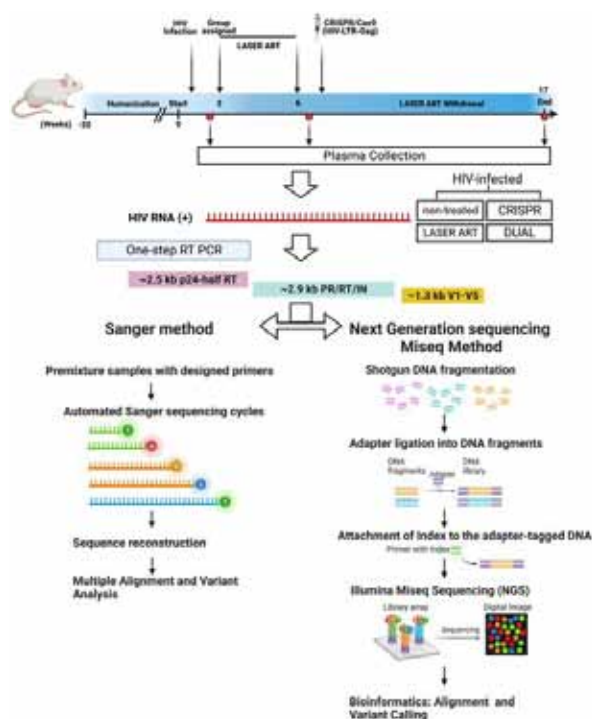 HIV Infection
Group assigned
LASER ART
CRISPR/Cas9
(HIV-LTR-Gag)
Humanization
Start
2
6
LASER ART Withdrawal
17
End
(Weeks)
0
Plasma Collection
HIV-infected
HIV RNA (+)
non-treated
CRISPR
LASER ART
DUAL
One-step RT PCR
~2.5 kb p24-half RT
~2.9 kb PR/RT/IN
V1-V5
Sanger method
Next Generation sequencing
Miseq Method
Premixture samples with designed primers
Shotgun DNA fragmentation
Automated Sanger sequencing cycles
Adapter ligation into DNA fragments
DNA fragments
Adapter
DNA library
Sequence reconstruction
Attachment of Index to the adapter-tagged DNA
Primer with Index
Multiple Alignment and Variant
Analysis
Illumina Miseq Sequencing (NGS)
Library array
Sequencing
Digital Image
Bioinformatics: Alignment and
Variant Calling